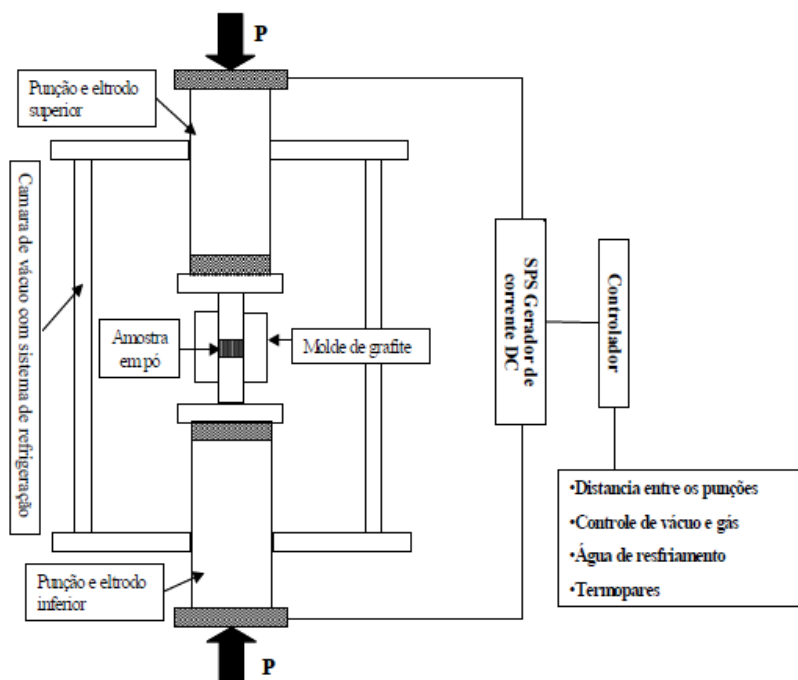 P
Punção e eltrodo
superior
Camara de vácuo com sistema de refrigeração
Amostra
em pó
Molde de grafite
SPS Gerador de
corrente DC
Controlador
•Distancia entre os punções
•Controle de vácuo e gás
•Água de resfriamento
•Termopares
Punção e eltrodo
inferior
P